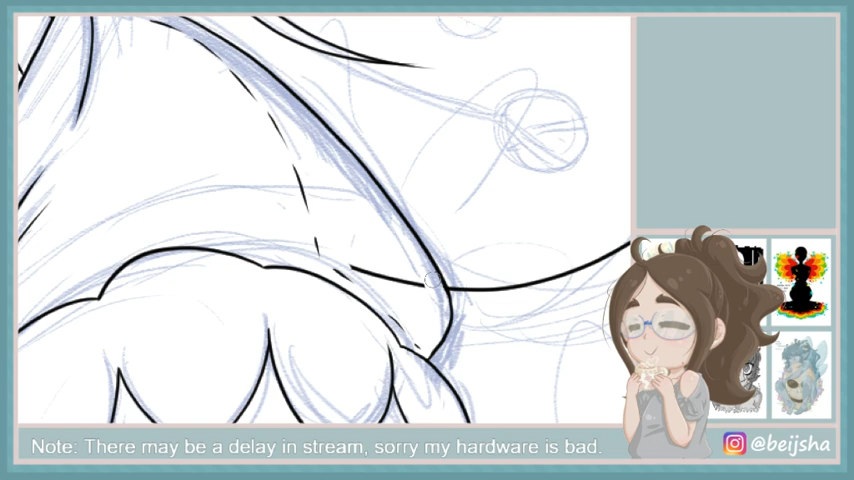 Note: There may be a delay in stream, sorry my hardware is bad.
@beijsha